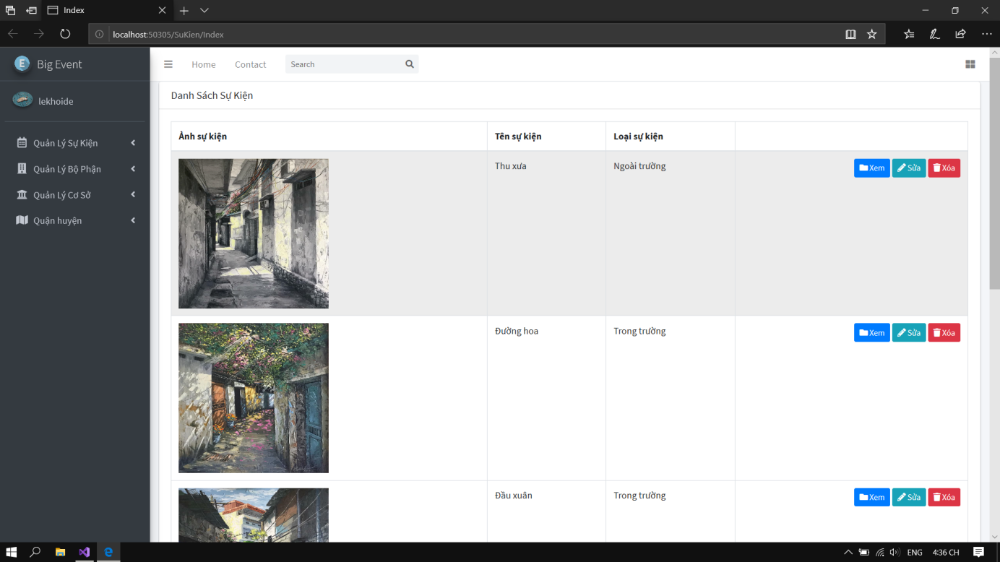 Index
localhost:50305/SuKien/Index
E Big Event
Home Contact Search
lekhoide
Quản Lý Sự Kiện
Quản Lý Bộ Phận
Quản Lý Cơ Sở
Quận huyện
Danh Sách Sự Kiện
Ảnh sự kiện Tên sự kiện Loại sự kiện
Thu xưa Ngoài trường Xem Sửa Xóa
Đường hoa Trong trường Xem Sửa Xóa
Đầu xuân Trong trường Xem Sửa Xóa
ENG 4:36 CH